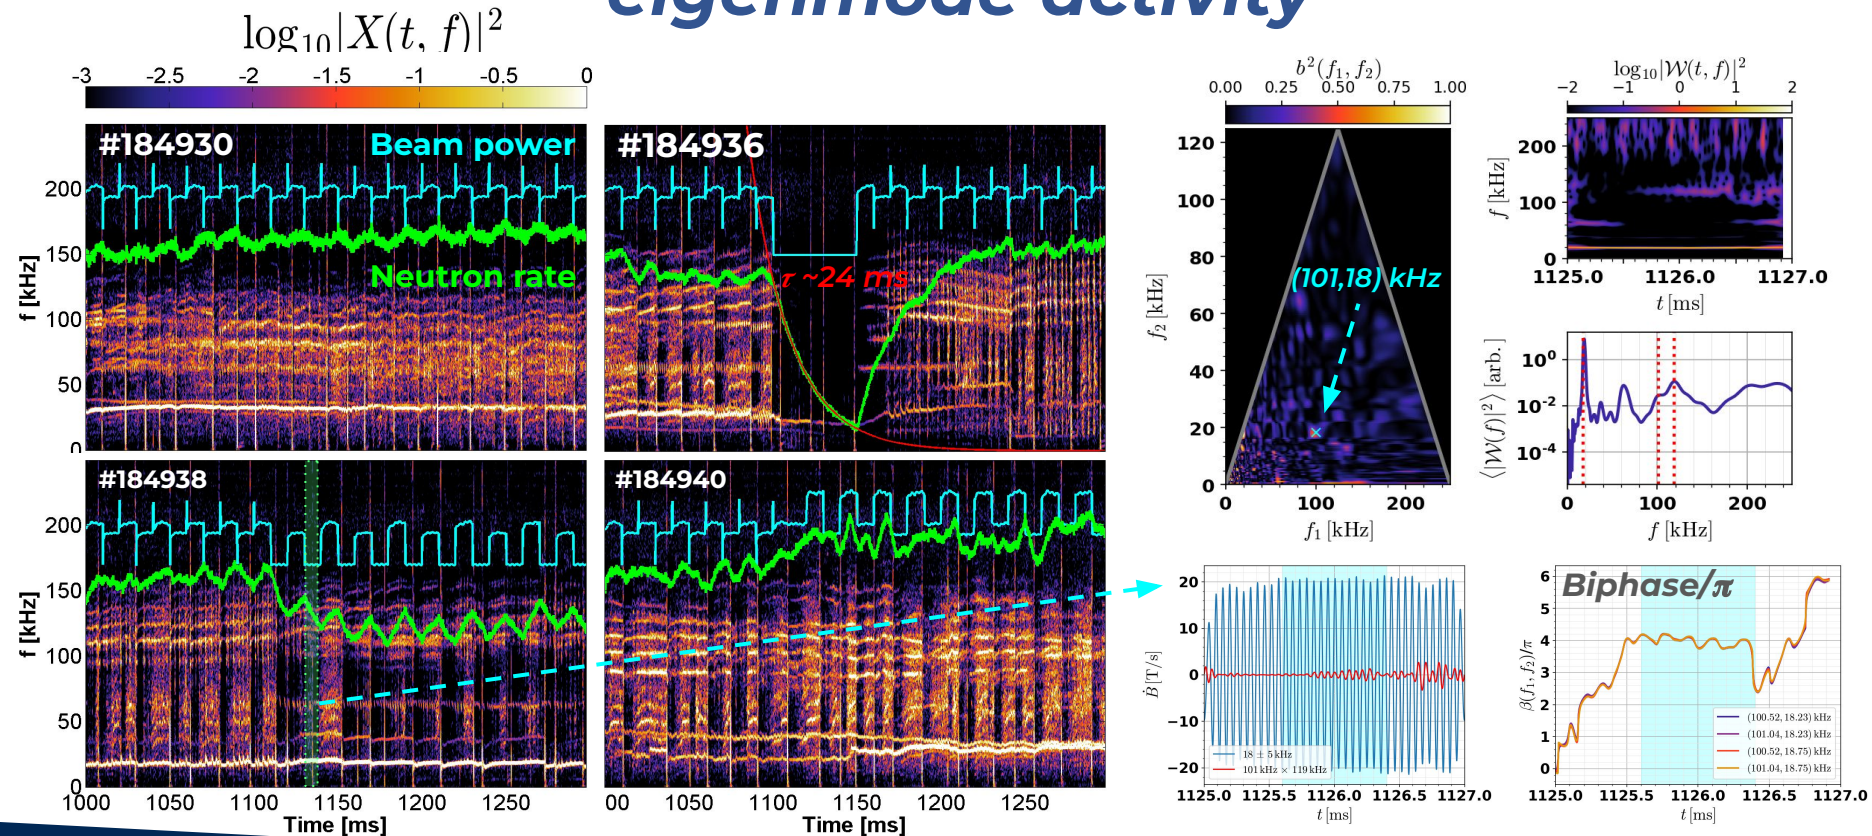 eigenmode activity
log₁₀|X(t, f)|²
-3 -2.5 -2 -1.5 -1 -0.5 0
#184930
Beam power
Neutron rate
f [kHz]
200
150
100
50
0
#184936
τ ~24 ms
#184938
f [kHz]
200
150
100
50
0
1000 1050 1100 1150 1200 1250
Time [ms]
#184940
00 1050 1100 1150 1200 1250
Time [ms]
b²(f₁, f₂)
0.00 0.25 0.50 0.75 1.00
120
100
80
60
40
20
0
f₂ [kHz]
(101,18) kHz
0 100 200
f₁ [kHz]
log₁₀|𝒲(t, f)|²
−2 −1 0 1 2
f [kHz]
200
100
0
1125.0 1126.0 1127.0
t [ms]
⟨|𝒲(f)|²⟩ [arb.]
10⁰
10⁻²
10⁻⁴
0 100 200
f [kHz]
Ḃ [T/s]
20
10
0
−10
−20
18 ± 5 kHz
101 kHz × 119 kHz
1125.0 1125.5 1126.0 1126.5 1127.0
t [ms]
Biphase/π
β(f₁, f₂)/π
6
5
4
3
2
1
0
(100.52, 18.23) kHz
(101.04, 18.23) kHz
(100.52, 18.75) kHz
(101.04, 18.75) kHz
1125.0 1125.5 1126.0 1126.5 1127.0
t [ms]